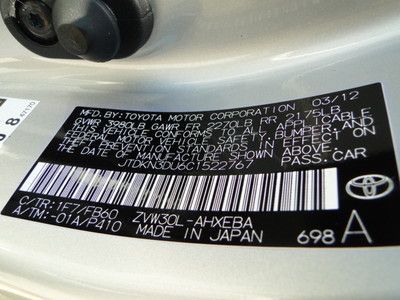 MFD.BY:TOYOTA MOTOR CORPORATION 03/12
GVWR 3980LB GAWR FR 2220LB RR 2175LB
THIS VEHICLE CONFORMS TO ALL APPLICABLE
FEDERAL MOTOR VEHICLE SAFETY, BUMPER, AND
THEFT PREVENTION STANDARDS IN EFFECT ON
THE DATE OF MANUFACTURE SHOWN ABOVE.
JTDKN3DU6C1522767 PASS.CAR
C/TR:1F7/FB60 ZVW30L-AHXEBA
A/TM:-01A/P410 MADE IN JAPAN
TOYOTA
698 A